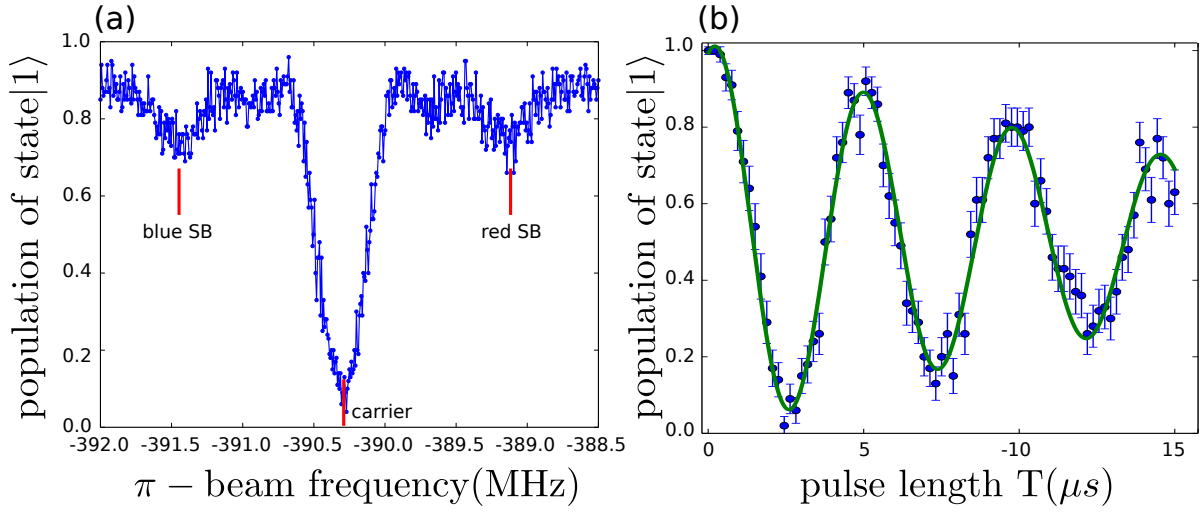 (a)
population of state|1⟩
1.0
0.8
0.6
0.4
0.2
0.0
blue SB
red SB
carrier
-392.0 -391.5 -391.0 -390.5 -390.0 -389.5 -389.0 -388.5
π − beam frequency(MHz)
(b)
population of state|1⟩
1.0
0.8
0.6
0.4
0.2
0.0
0 5 -10 15
pulse length T(μs)